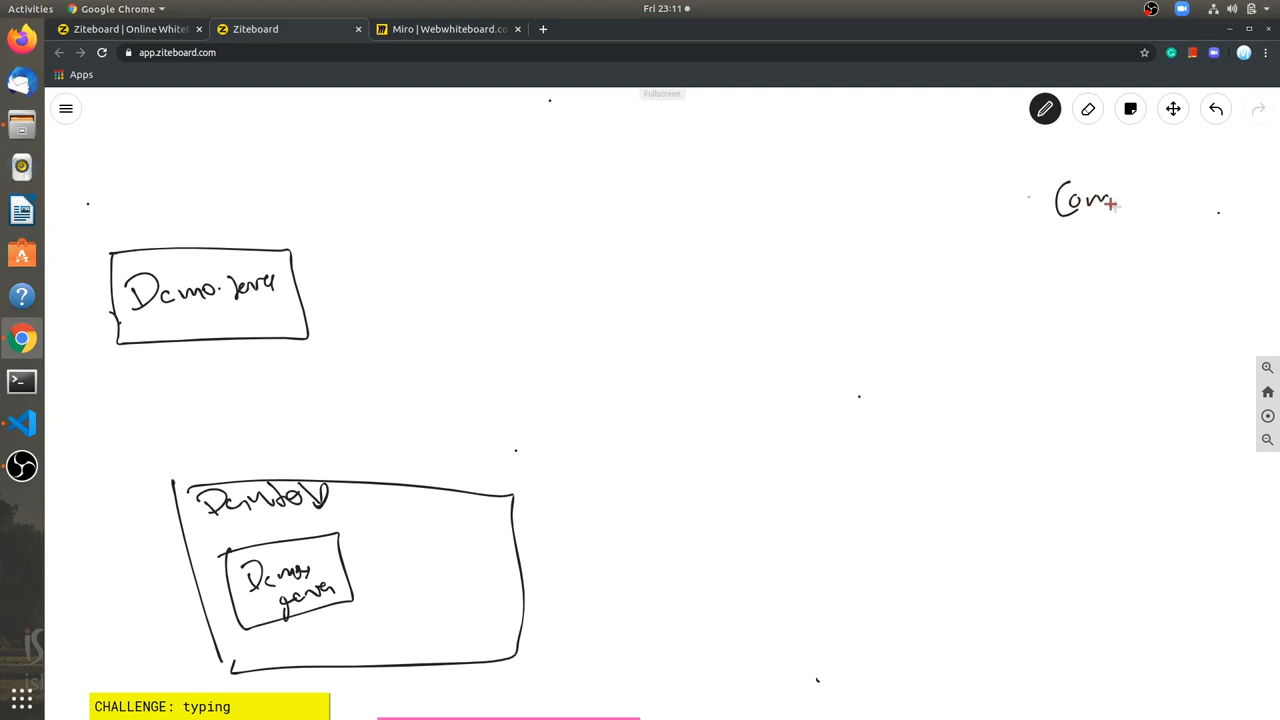 Activities
Google Chrome
Fri 23:11
Ziteboard | Online Whiteb
Ziteboard
Miro | Webwhiteboard.co
app.ziteboard.com
Apps
Fullscreen
Com
Demo.java
Demo.java
CHALLENGE: typing